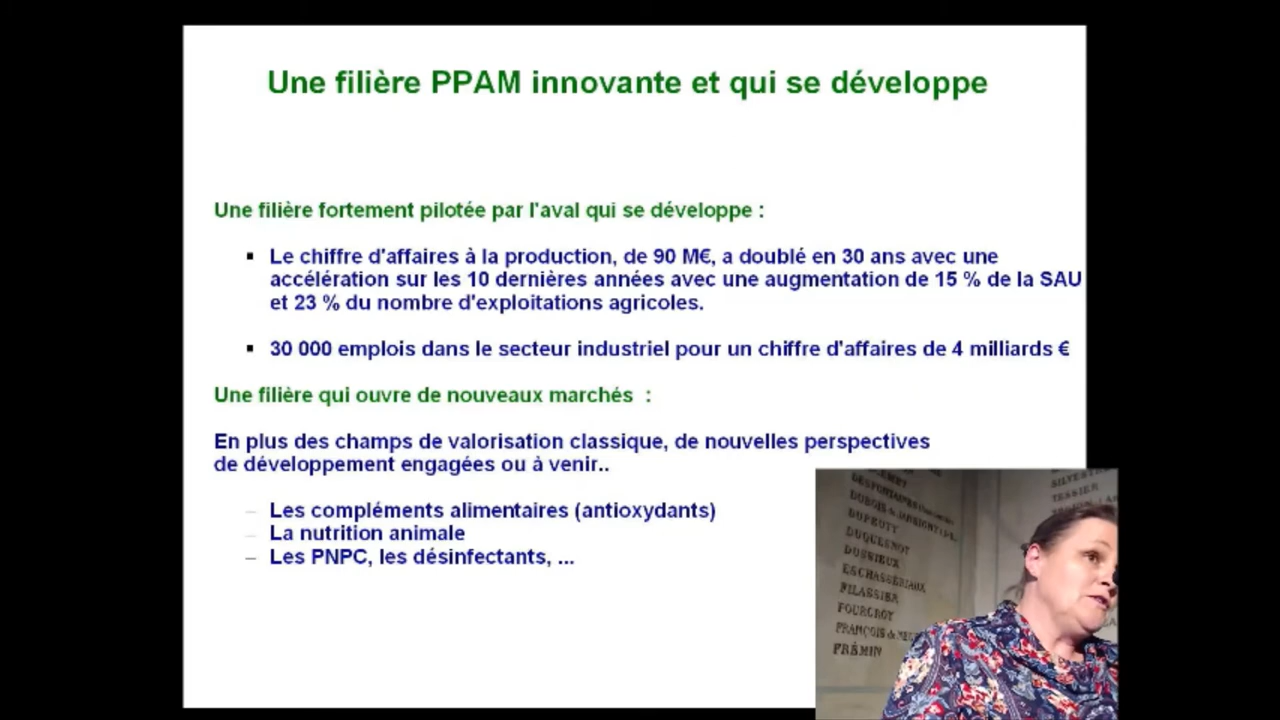 Une filière PPAM innovante et qui se développe
Une filière fortement pilotée par l'aval qui se développe :
▪ Le chiffre d'affaires à la production, de 90 M€, a doublé en 30 ans avec une
accélération sur les 10 dernières années avec une augmentation de 15 % de la SAU
et 23 % du nombre d'exploitations agricoles.
▪ 30 000 emplois dans le secteur industriel pour un chiffre d'affaires de 4 milliards €
Une filière qui ouvre de nouveaux marchés :
En plus des champs de valorisation classique, de nouvelles perspectives
de développement engagées ou à venir..
– Les compléments alimentaires (antioxydants)
– La nutrition animale
– Les PNPC, les désinfectants, ...
DUQUESNOY
DUSSIEUX
ESCHASSÉRIAUX
FILASSIER
FOURCROY
FRANÇOIS de
FRÉMIN
TESSIER